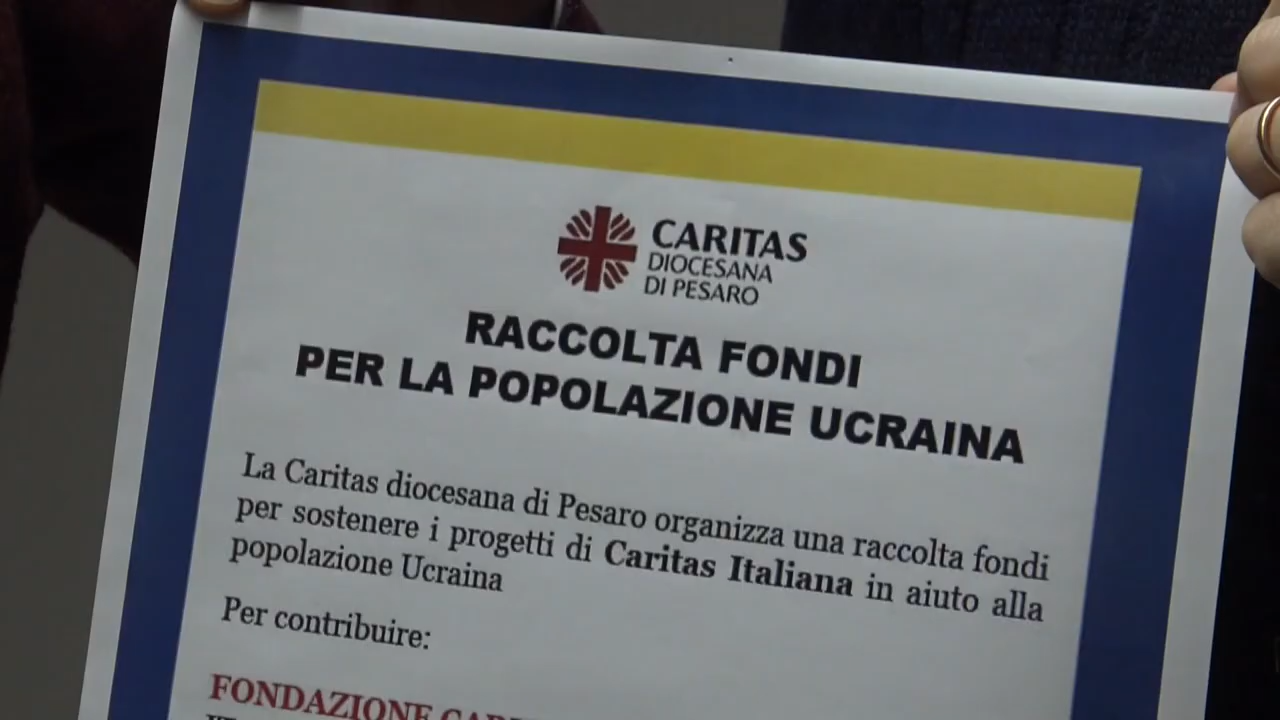 CARITAS
DIOCESANA
DI PESARO
RACCOLTA FONDI
PER LA POPOLAZIONE UCRAINA
La Caritas diocesana di Pesaro organizza una raccolta fondi
per sostenere i progetti di Caritas Italiana in aiuto alla
popolazione Ucraina
Per contribuire:
FONDAZIONE